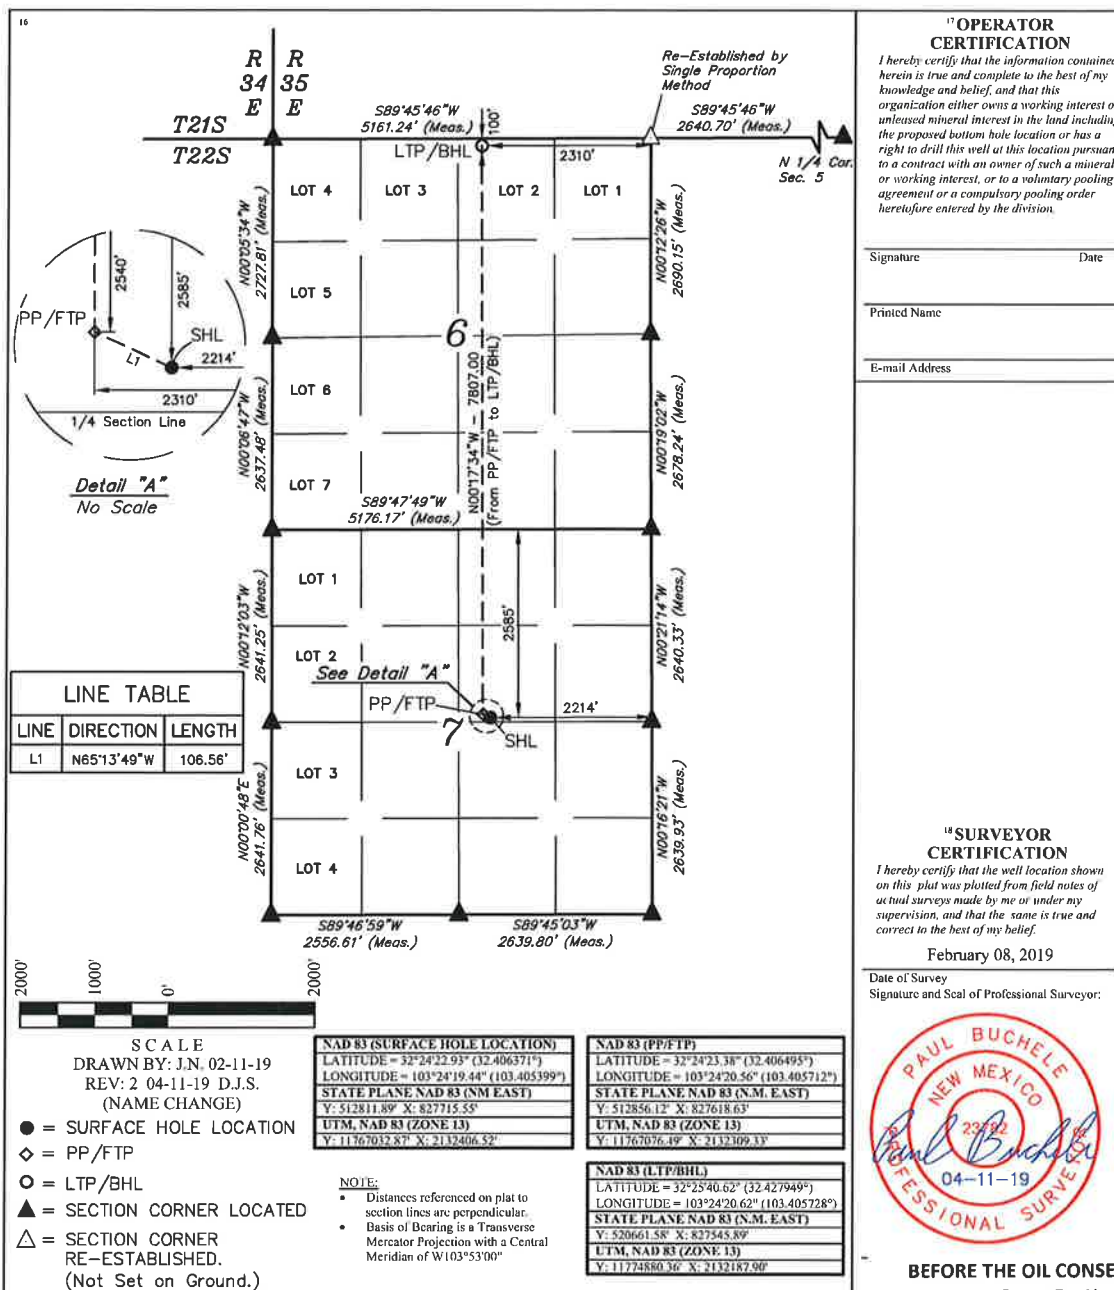 16
R R
34 35
E E
T21S
T22S
S89°45'46"W
5161.24' (Meas.)
100'
Re-Established by
Single Proportion
Method
S89°45'46"W
2640.70' (Meas.)
LTP/BHL
2310'
N 1/4 Cor.
Sec. 5
LOT 4
LOT 3
LOT 2
LOT 1
N00°05'34"W
2727.81' (Meas.)
N00°12'26"W
2690.15' (Meas.)
LOT 5
6
2540'
2585'
PP/FTP
SHL
L1
2214'
2310'
1/4 Section Line
Detail "A"
No Scale
N00°06'47"W
2637.48' (Meas.)
LOT 6
N00°17'34"W - 7807.00
(From PP/FTP to LTP/BHL)
N00°19'02"W
2678.24' (Meas.)
LOT 7
S89°47'49"W
5176.17' (Meas.)
LOT 1
N00°12'03"W
2641.25' (Meas.)
2585'
N00°21'14"W
2640.33' (Meas.)
LOT 2
See Detail "A"
PP/FTP
2214'
7
SHL
LINE TABLE
LINE DIRECTION LENGTH
L1 N65°13'49"W 106.56'
LOT 3
N00°00'48"E
2641.76' (Meas.)
N00°16'21"W
2639.93' (Meas.)
LOT 4
S89°46'59"W
2556.61' (Meas.)
S89°45'03"W
2639.80' (Meas.)
2000' 1000' 0' 2000'
SCALE
DRAWN BY: J.N. 02-11-19
REV: 2 04-11-19 D.J.S.
(NAME CHANGE)
= SURFACE HOLE LOCATION
= PP/FTP
= LTP/BHL
= SECTION CORNER LOCATED
= SECTION CORNER
RE-ESTABLISHED.
(Not Set on Ground.)
NAD 83 (SURFACE HOLE LOCATION)
LATITUDE = 32°24'22.93" (32.406371°)
LONGITUDE = 103°24'19.44" (103.405399°)
STATE PLANE NAD 83 (NM EAST)
Y: 512811.89' X: 827715.55'
UTM, NAD 83 (ZONE 13)
Y: 11767032.87' X: 2132406.52'
NAD 83 (PP/FTP)
LATITUDE = 32°24'23.38" (32.406495°)
LONGITUDE = 103°24'20.56" (103.405712°)
STATE PLANE NAD 83 (N.M. EAST)
Y: 512856.12' X: 827618.63'
UTM, NAD 83 (ZONE 13)
Y: 11767076.49' X: 2132309.33'
NAD 83 (LTP/BHL)
LATITUDE = 32°25'40.62" (32.427949°)
LONGITUDE = 103°24'20.62" (103.405728°)
STATE PLANE NAD 83 (N.M. EAST)
Y: 520661.58' X: 827545.89'
UTM, NAD 83 (ZONE 13)
Y: 11774880.36' X: 2132187.90'
NOTE:
• Distances referenced on plat to
section lines are perpendicular.
• Basis of Bearing is a Transverse
Mercator Projection with a Central
Meridian of W103°53'00"
17 OPERATOR
CERTIFICATION
I hereby certify that the information contained
herein is true and complete to the best of my
knowledge and belief, and that this
organization either owns a working interest o
unleased mineral interest in the land including
the proposed bottom hole location or has a
right to drill this well at this location pursuan
to a contract with an owner of such a mineral
or working interest, or to a voluntary pooling
agreement or a compulsory pooling order
heretofore entered by the division.
Signature Date
Printed Name
E-mail Address
18 SURVEYOR
CERTIFICATION
I hereby certify that the well location shown
on this plat was plotted from field notes of
actual surveys made by me or under my
supervision, and that the same is true and
correct to the best of my belief.
February 08, 2019
Date of Survey
Signature and Seal of Professional Surveyor:
PAUL BUCHELE
NEW MEXICO
23782
Paul Buchele
04-11-19
PROFESSIONAL SURVEYOR
BEFORE THE OIL CONSE